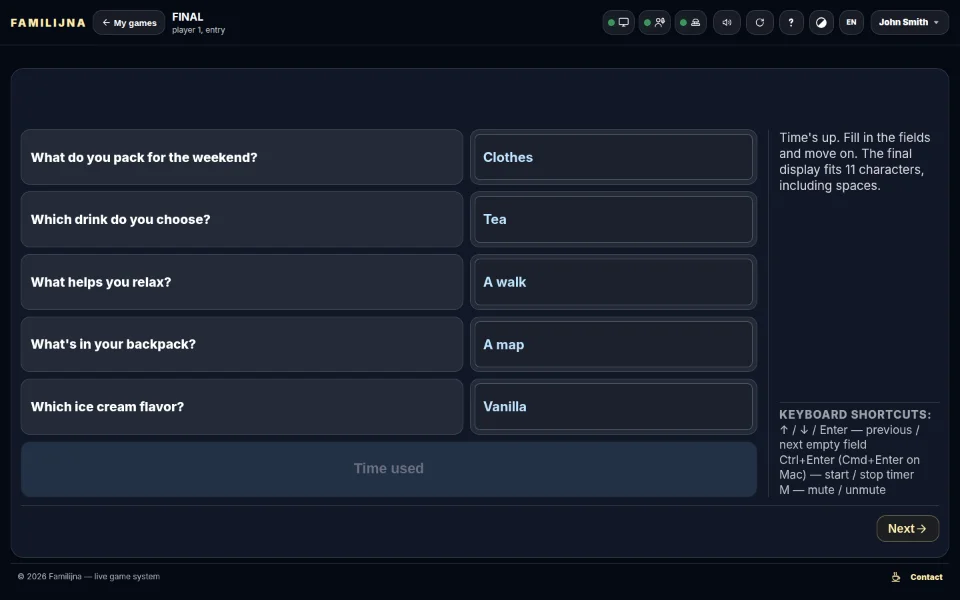 FAMILIJNA
← My games
FINAL
player 1, entry
?
EN
John Smith
What do you pack for the weekend?
Clothes
Which drink do you choose?
Tea
What helps you relax?
A walk
What's in your backpack?
A map
Which ice cream flavor?
Vanilla
Time used
Time's up. Fill in the fields
and move on. The final
display fits 11 characters,
including spaces.
KEYBOARD SHORTCUTS:
↑ / ↓ / Enter — previous /
next empty field
Ctrl+Enter (Cmd+Enter on
Mac) — start / stop timer
M — mute / unmute
Next→
© 2026 Familijna — live game system
Contact